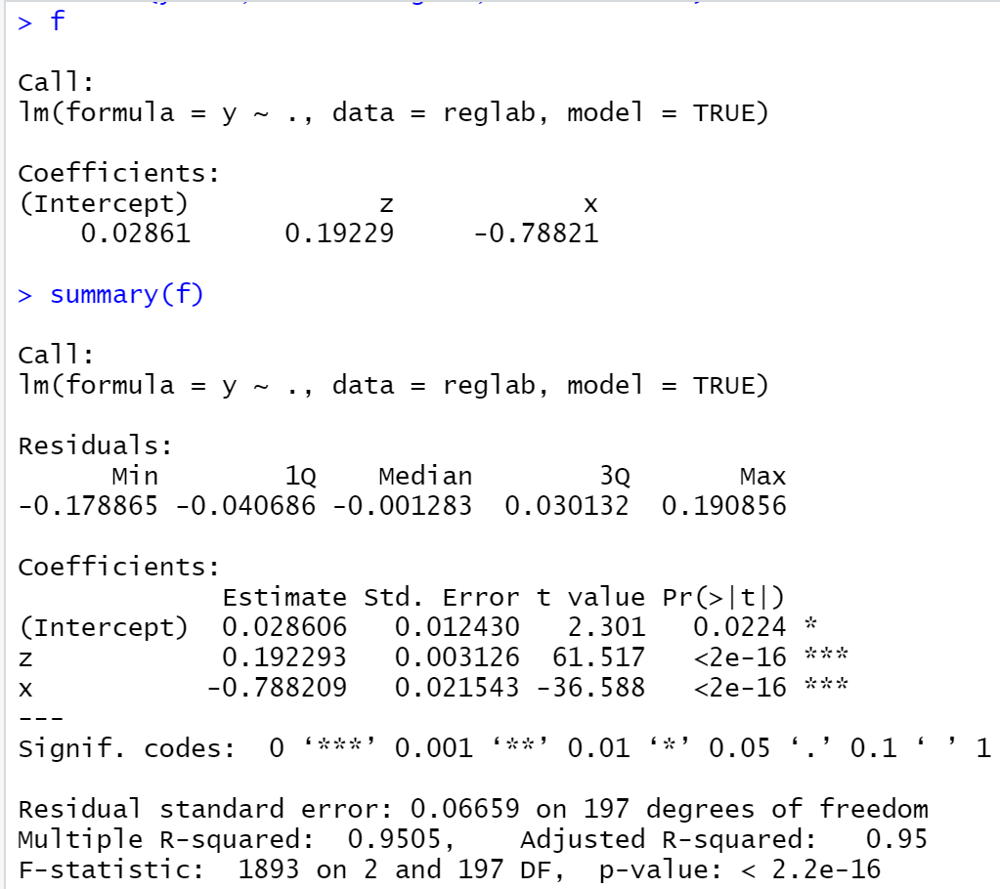 > f
Call:
lm(formula = y ~ ., data = reglab, model = TRUE)
Coefficients:
(Intercept)            z            x
    0.02861      0.19229     -0.78821
> summary(f)
Call:
lm(formula = y ~ ., data = reglab, model = TRUE)
Residuals:
      Min        1Q    Median        3Q       Max
-0.178865 -0.040686 -0.001283  0.030132  0.190856
Coefficients:
             Estimate Std. Error t value Pr(>|t|)
(Intercept)  0.028606   0.012430   2.301   0.0224 *
z            0.192293   0.003126  61.517   <2e-16 ***
x           -0.788209   0.021543 -36.588   <2e-16 ***
---
Signif. codes:  0 ‘***’ 0.001 ‘**’ 0.01 ‘*’ 0.05 ‘.’ 0.1 ‘ ’ 1
Residual standard error: 0.06659 on 197 degrees of freedom
Multiple R-squared:  0.9505,    Adjusted R-squared:   0.95
F-statistic:  1893 on 2 and 197 DF,  p-value: < 2.2e-16